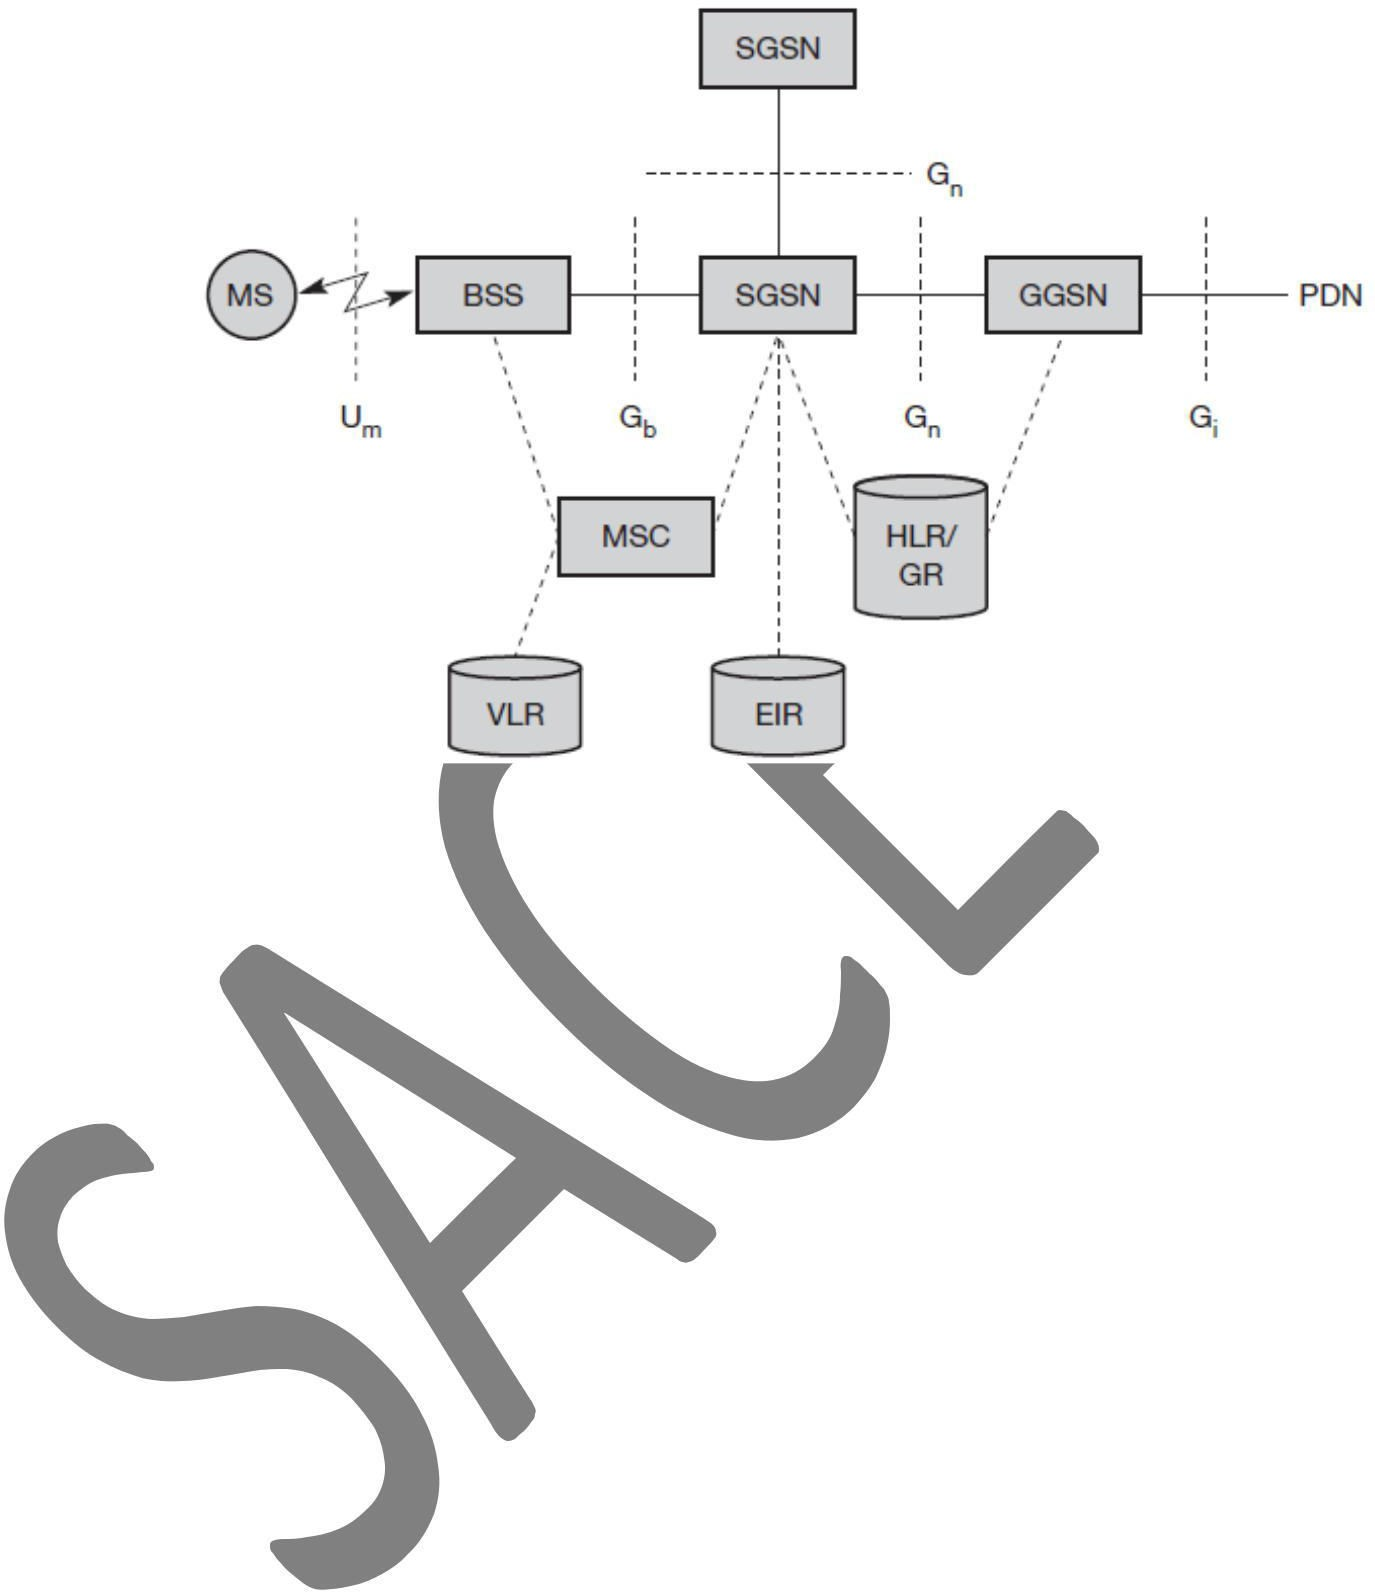 SGSN
Gn
MS
BSS
SGSN
GGSN
PDN
Um
Gb
Gn
Gi
MSC
HLR/
GR
VLR
EIR
SACL